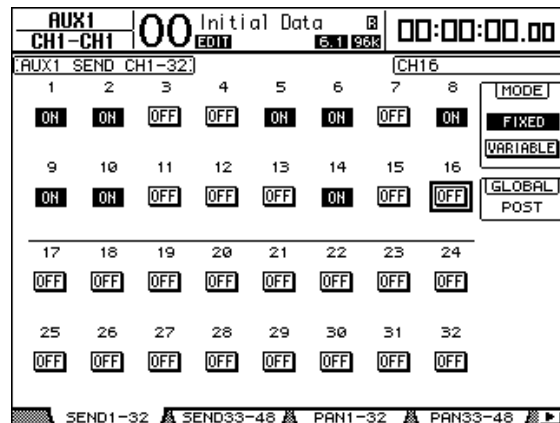 AUX1
CH1-CH1
00
Initial Data
EDIT
R
6.1 96k
00:00:00.00
AUX1 SEND CH1-32
CH16
1 2 3 4 5 6 7 8
ON ON OFF OFF ON ON OFF ON
9 10 11 12 13 14 15 16
ON ON OFF OFF OFF ON OFF OFF
MODE
FIXED
VARIABLE
GLOBAL
POST
17 18 19 20 21 22 23 24
OFF OFF OFF OFF OFF OFF OFF OFF
25 26 27 28 29 30 31 32
OFF OFF OFF OFF OFF OFF OFF OFF
SEND1-32 SEND33-48 PAN1-32 PAN33-48